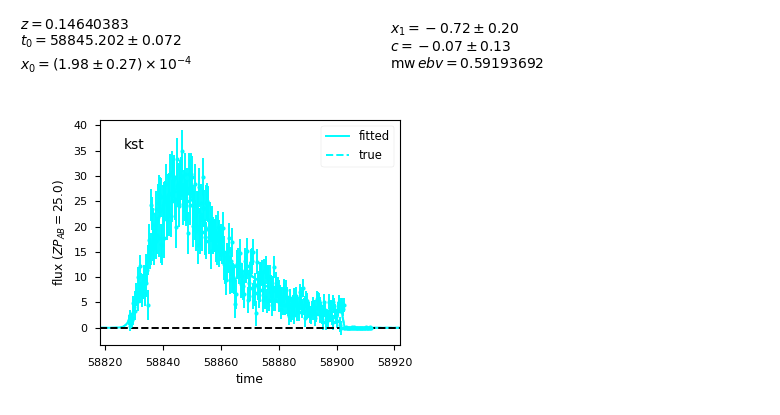 z = 0.14640383
t₀ = 58845.202 ± 0.072
x₀ = (1.98 ± 0.27) × 10⁻⁴
x₁ = −0.72 ± 0.20
c = −0.07 ± 0.13
mw ebv = 0.59193692
kst
fitted
true
flux (ZP_AB = 25.0)
40
35
30
25
20
15
10
5
0
58820 58840 58860 58880 58900 58920
time